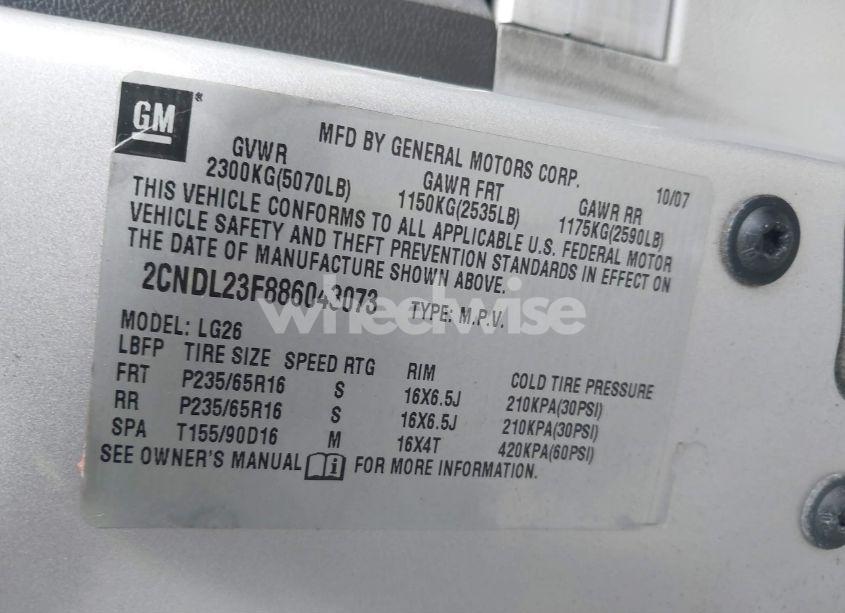 GM
MFD BY GENERAL MOTORS CORP. 10/07
GVWR GAWR FRT GAWR RR
2300KG(5070LB) 1150KG(2535LB) 1175KG(2590LB)
THIS VEHICLE CONFORMS TO ALL APPLICABLE U.S. FEDERAL MOTOR
VEHICLE SAFETY AND THEFT PREVENTION STANDARDS IN EFFECT ON
THE DATE OF MANUFACTURE SHOWN ABOVE.
2CNDL23F886043073 TYPE: M.P.V.
MODEL: LG26
LBFP TIRE SIZE SPEED RTG RIM COLD TIRE PRESSURE
FRT P235/65R16 S 16X6.5J 210KPA(30PSI)
RR P235/65R16 S 16X6.5J 210KPA(30PSI)
SPA T155/90D16 M 16X4T 420KPA(60PSI)
SEE OWNER'S MANUAL i FOR MORE INFORMATION.
wheelwise